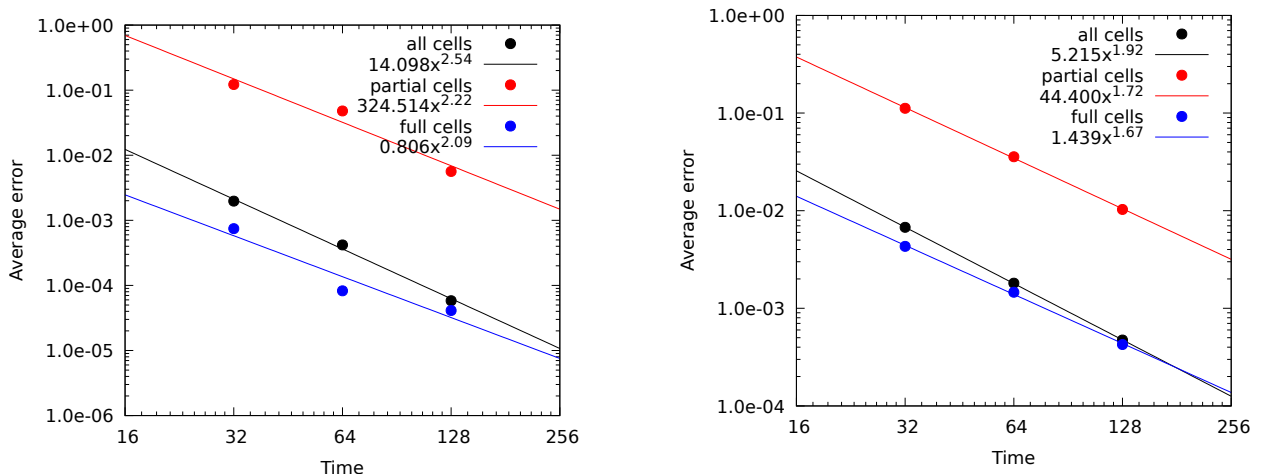 1.0e+00
1.0e-01
1.0e-02
1.0e-03
1.0e-04
1.0e-05
1.0e-06
16 32 64 128 256
Average error
Time
all cells
14.098x^2.54
partial cells
324.514x^2.22
full cells
0.806x^2.09
1.0e+00
1.0e-01
1.0e-02
1.0e-03
1.0e-04
16 32 64 128 256
Average error
Time
all cells
5.215x^1.92
partial cells
44.400x^1.72
full cells
1.439x^1.67